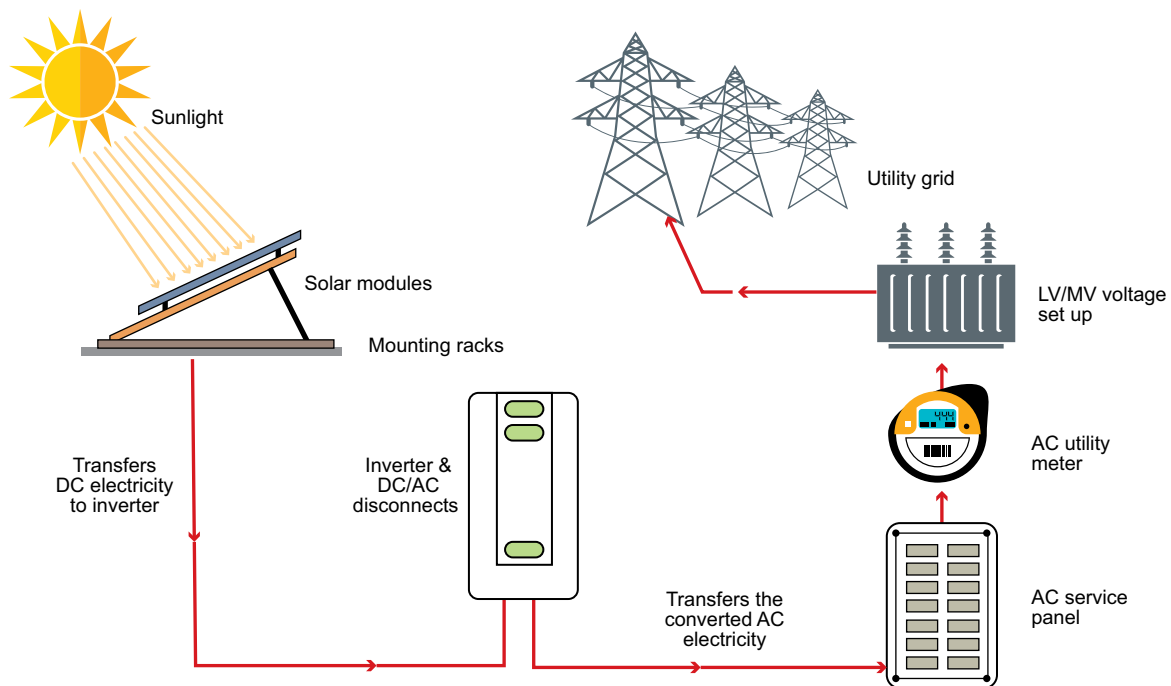 Sunlight
Utility grid
Solar modules
LV/MV voltage
set up
Mounting racks
444
AC utility
meter
Transfers
DC electricity
to inverter
Inverter &
DC/AC
disconnects
Transfers the
converted AC
electricity
AC service
panel